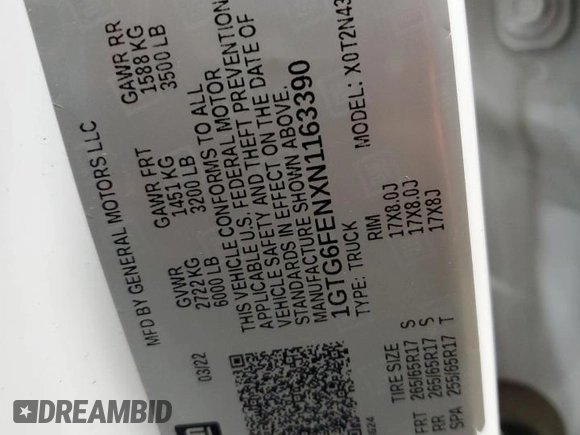 MFD BY GENERAL MOTORS LLC
03/22
GVWR
2722 KG
6000 LB
GAWR FRT
1451 KG
3200 LB
GAWR RR
1588 KG
3500 LB
THIS VEHICLE CONFORMS TO ALL
APPLICABLE U.S. FEDERAL MOTOR
VEHICLE SAFETY AND THEFT PREVENTION
STANDARDS IN EFFECT ON THE DATE OF
MANUFACTURE SHOWN ABOVE.
1GTG6FENXN1163390
TYPE: TRUCK
MODEL: X0T2N43
TIRE SIZE RIM
FRT 265/65R17 S 17X8.0J
RR 265/65R17 S 17X8.0J
SPA 255/65R17 T 17X8J
DREAMBID